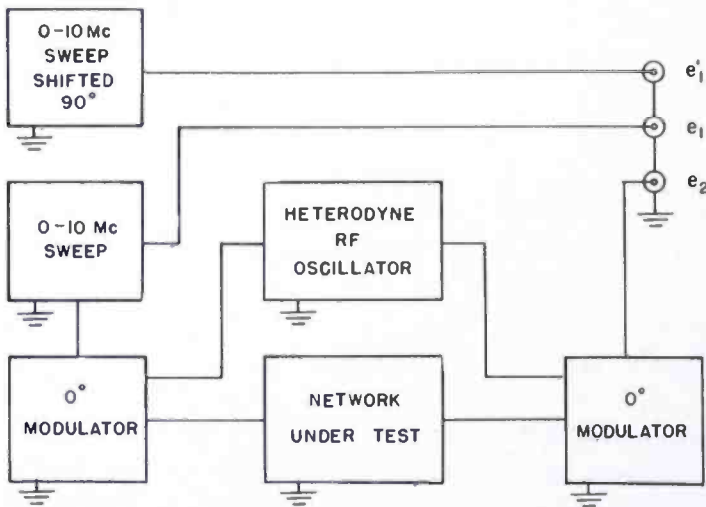 0-10 Mc
SWEEP
SHIFTED
90°
e'1
e1
e2
0-10 Mc
SWEEP
HETERODYNE
RF
OSCILLATOR
0°
MODULATOR
NETWORK
UNDER TEST
0°
MODULATOR